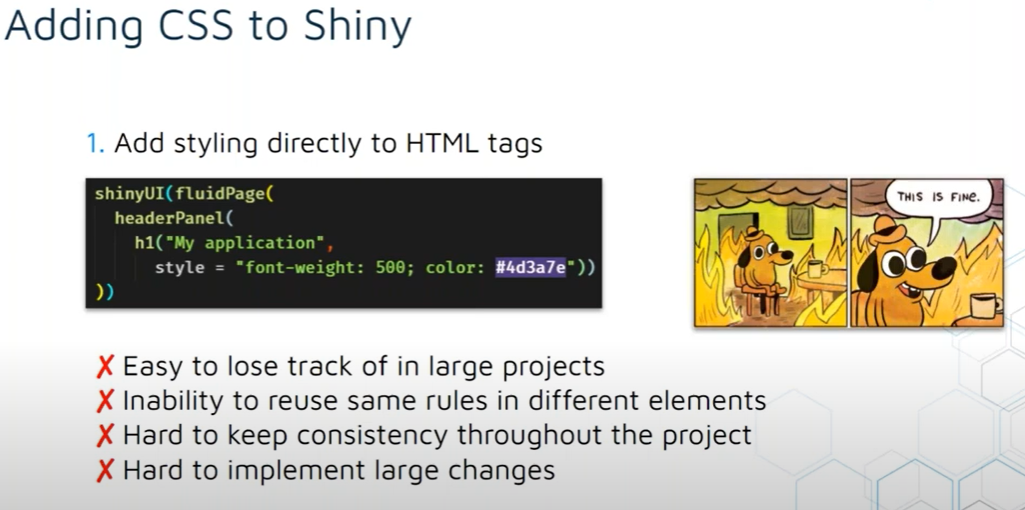 Adding CSS to Shiny
1. Add styling directly to HTML tags
shinyUI(fluidPage(
headerPanel(
h1("My application",
style = "font-weight: 500; color: #4d3a7e"))
))
THIS IS FINE.
✗ Easy to lose track of in large projects
✗ Inability to reuse same rules in different elements
✗ Hard to keep consistency throughout the project
✗ Hard to implement large changes